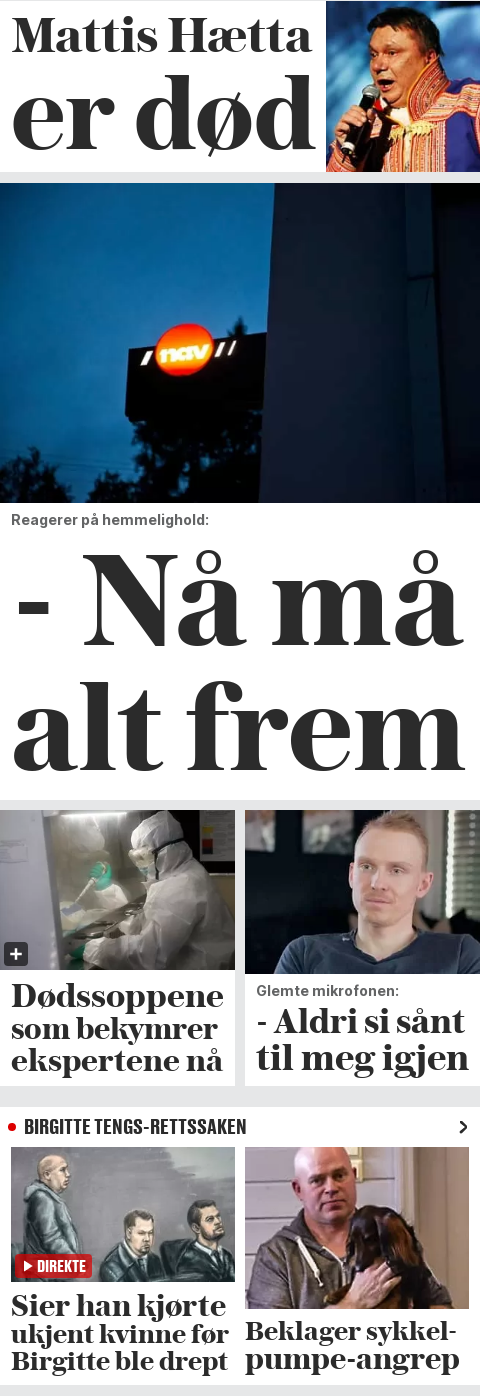 Mattis Hætta
er død
nav
Reagerer på hemmelighold:
- Nå må
alt frem
Dødssoppene
som bekymrer
ekspertene nå
Glemte mikrofonen:
- Aldri si sånt
til meg igjen
BIRGITTE TENGS-RETTSSAKEN
DIREKTE
Sier han kjørte
ukjent kvinne før
Birgitte ble drept
Beklager sykkel-
pumpe-angrep